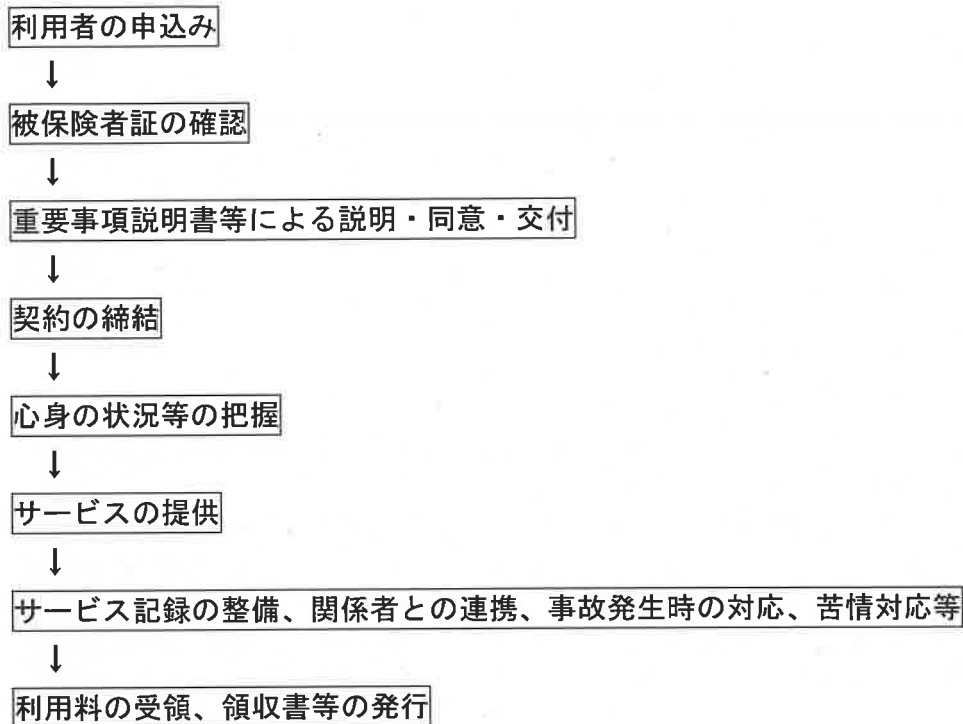 利用者の申込み
↓
被保険者証の確認
↓
重要事項説明書等による説明・同意・交付
↓
契約の締結
↓
心身の状況等の把握
↓
サービスの提供
↓
サービス記録の整備、関係者との連携、事故発生時の対応、苦情対応等
↓
利用料の受領、領収書等の発行